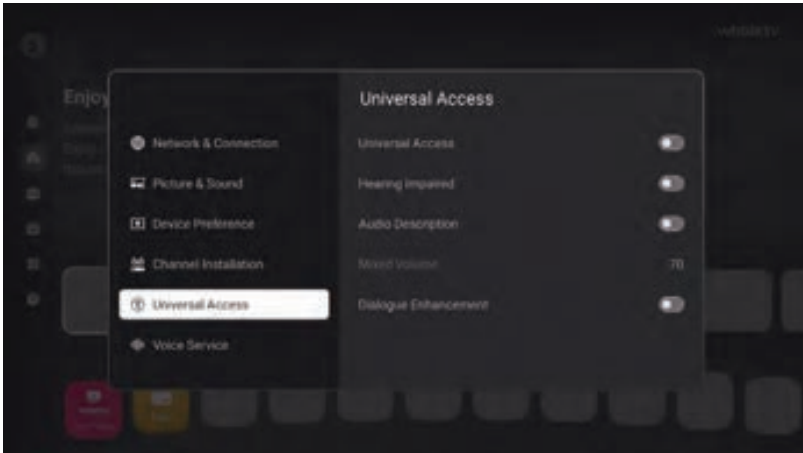 Enjoy
Universal Access
Network & Connection
Picture & Sound
Device Preference
Channel Installation
Universal Access
Voice Service
Universal Access
Hearing Impaired
Audio Description
Mixed Volume
70
Dialogue Enhancement